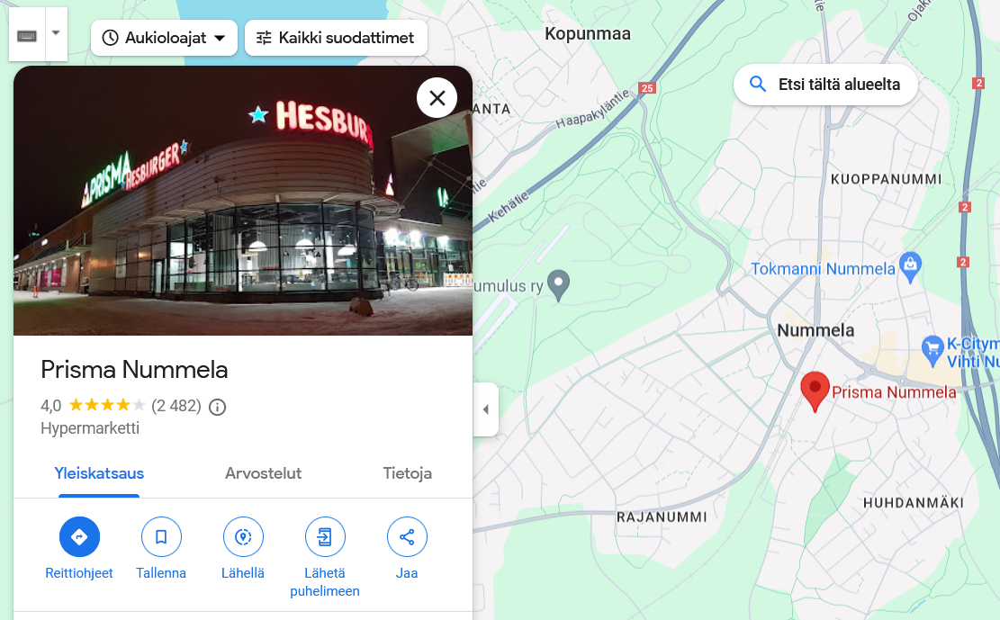 Aukioloajat
Kaikki suodattimet
Etsi tältä alueelta
HESBUR
PRISMA
HESBURGER
Prisma Nummela
4,0 (2 482)
Hypermarketti
Yleiskatsaus
Arvostelut
Tietoja
Reittiohjeet
Tallenna
Lähellä
Lähetä
puhelimeen
Jaa
Kopunmaa
25
2
ANTA
Haapakyläntie
Ojak
tie
Kehätie
KUOPPANUMMI
2
2
Tokmanni Nummela
umulus ry
Nummela
K-Citym
Vihti Nu
Prisma Nummela
HUHDANMÄKI
RAJANUMMI